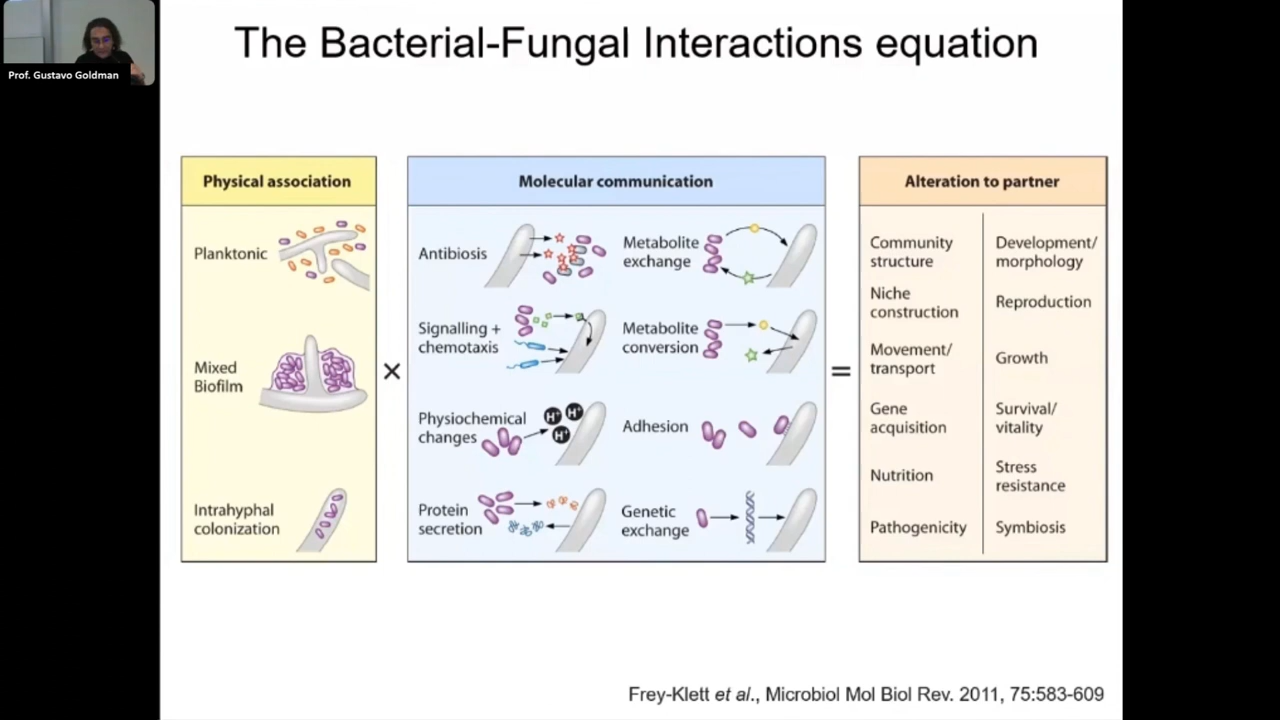 The Bacterial-Fungal Interactions equation
Prof. Gustavo Goldman
Physical association
Planktonic
Mixed
Biofilm
Intrahyphal
colonization
×
Molecular communication
Antibiosis
Metabolite
exchange
Signalling +
chemotaxis
Metabolite
conversion
Physiochemical
changes
H+ H+
H+
Adhesion
Protein
secretion
Genetic
exchange
=
Alteration to partner
Community
structure
Niche
construction
Movement/
transport
Gene
acquisition
Nutrition
Pathogenicity
Development/
morphology
Reproduction
Growth
Survival/
vitality
Stress
resistance
Symbiosis
Frey-Klett et al., Microbiol Mol Biol Rev. 2011, 75:583-609